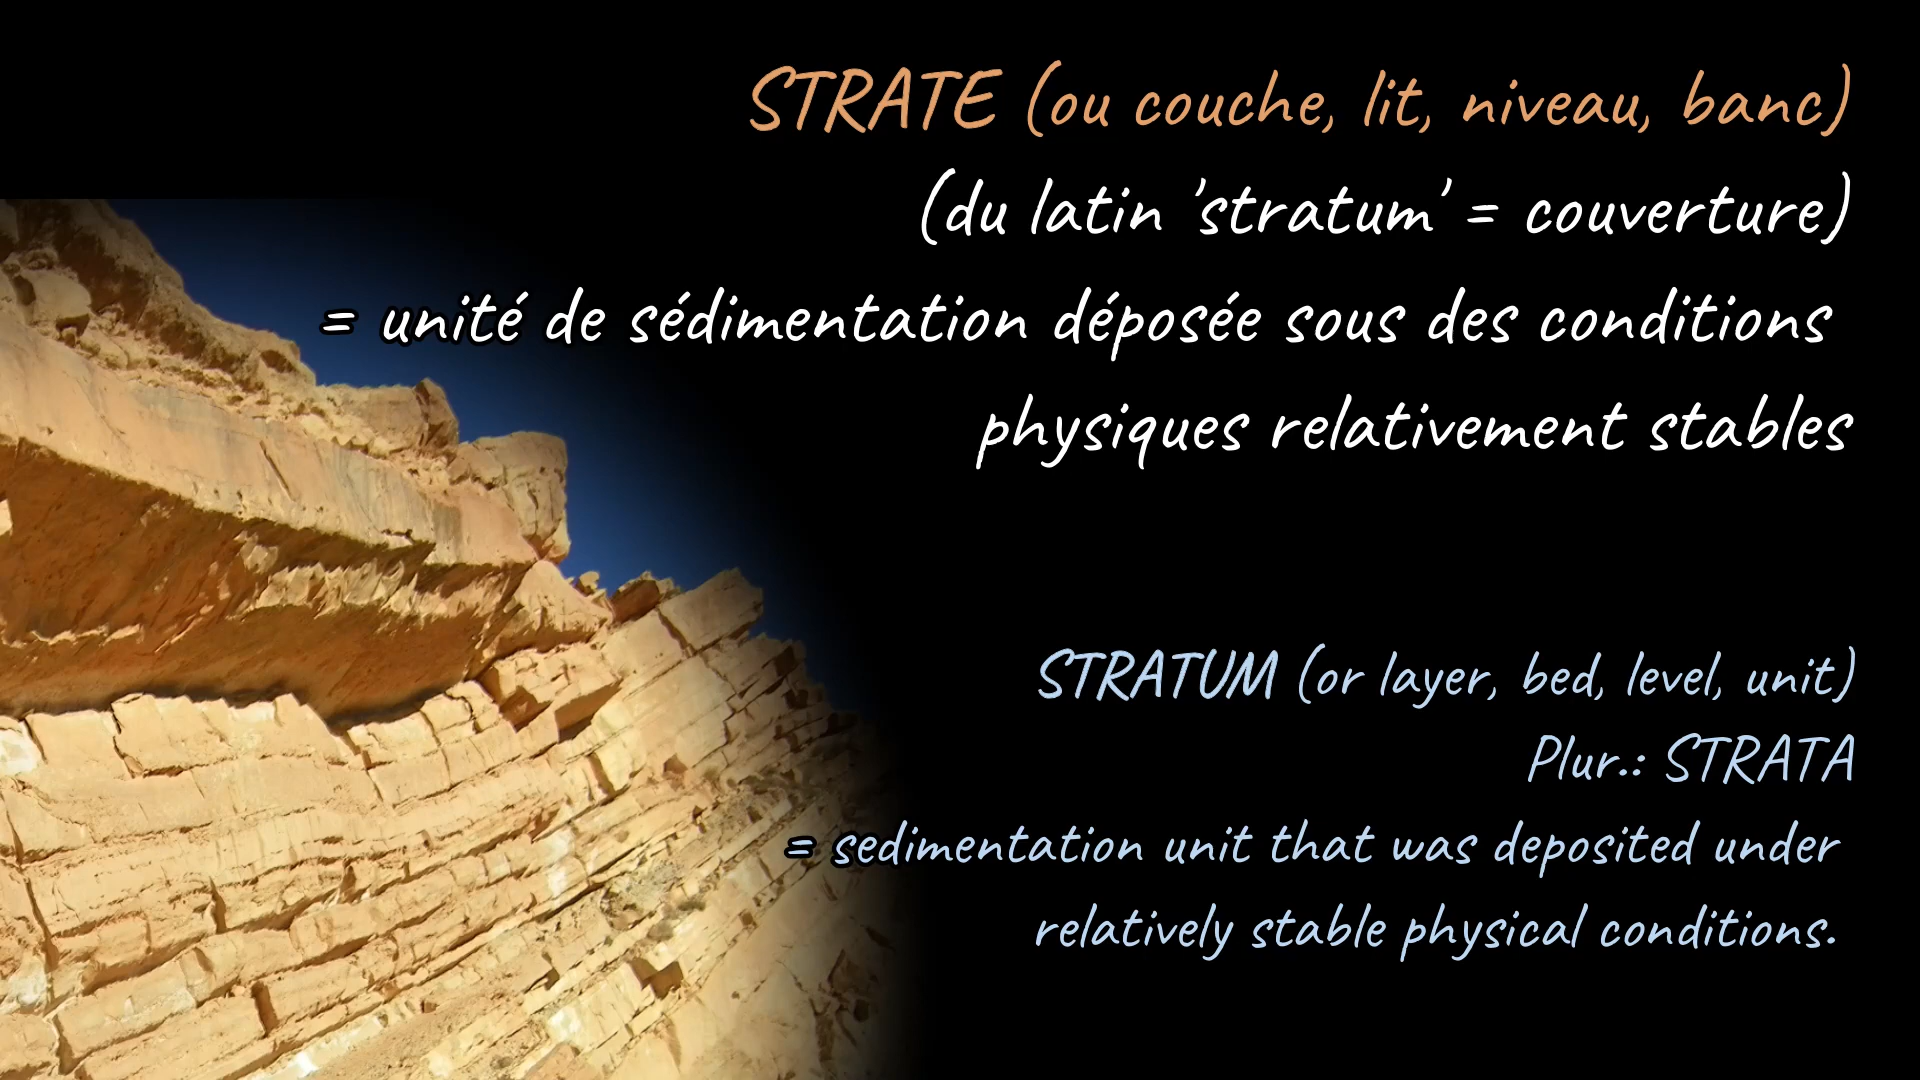 STRATE (ou couche, lit, niveau, banc)
(du latin 'stratum' = couverture)
= unité de sédimentation déposée sous des conditions
physiques relativement stables
STRATUM (or layer, bed, level, unit)
Plur.: STRATA
= sedimentation unit that was deposited under
relatively stable physical conditions.